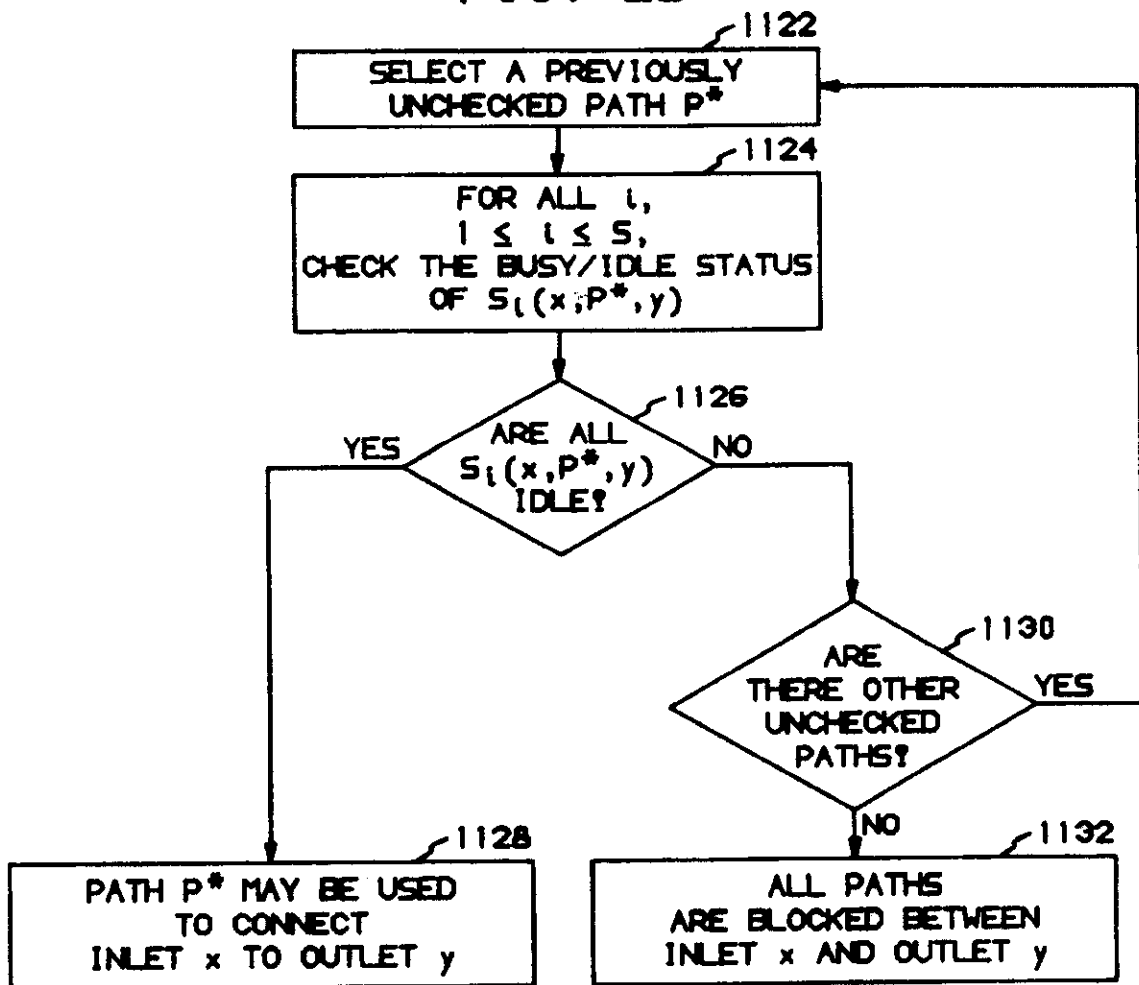 1122
SELECT A PREVIOUSLY
UNCHECKED PATH P*
1124
FOR ALL i,
1 ≤ i ≤ S,
CHECK THE BUSY/IDLE STATUS
OF Si(x,P*,y)
1126
ARE ALL
Si(x,P*,y)
IDLE?
YES
NO
1130
ARE
THERE OTHER
UNCHECKED
PATHS?
YES
NO
1128
PATH P* MAY BE USED
TO CONNECT
INLET x TO OUTLET y
1132
ALL PATHS
ARE BLOCKED BETWEEN
INLET x AND OUTLET y